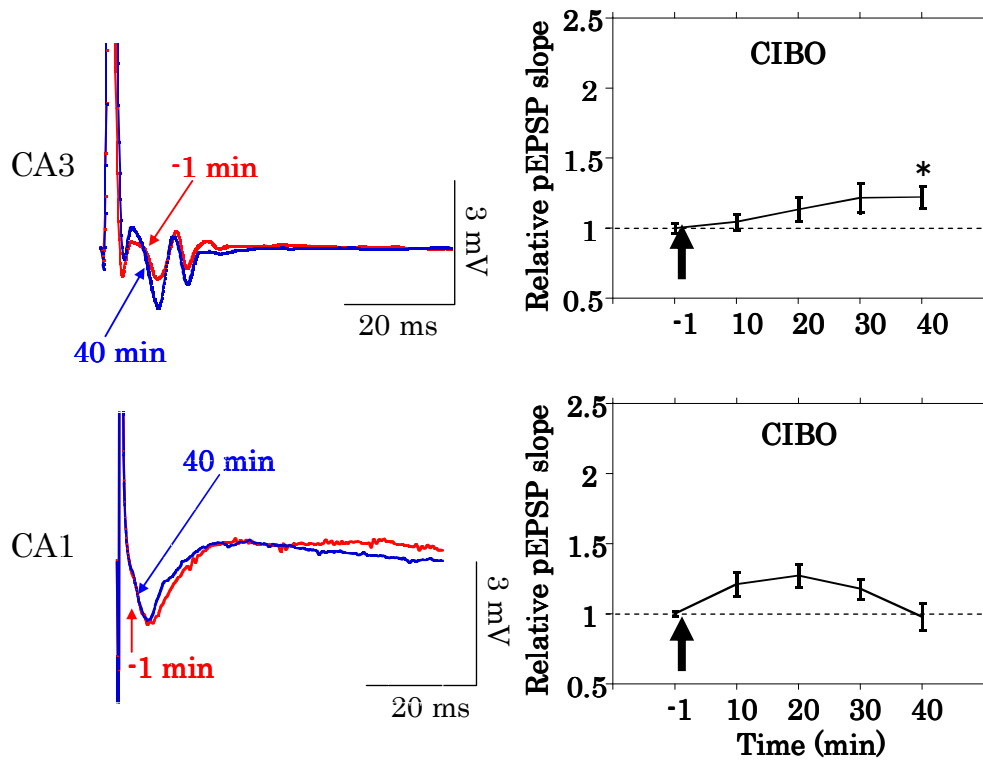 CA3
-1 min
40 min
3 mV
20 ms
Relative pEPSP slope
2.5
2
1.5
1
0.5
CIBO
*
-1 10 20 30 40
CA1
40 min
-1 min
3 mV
20 ms
Relative pEPSP slope
2.5
2
1.5
1
0.5
CIBO
-1 10 20 30 40
Time (min)